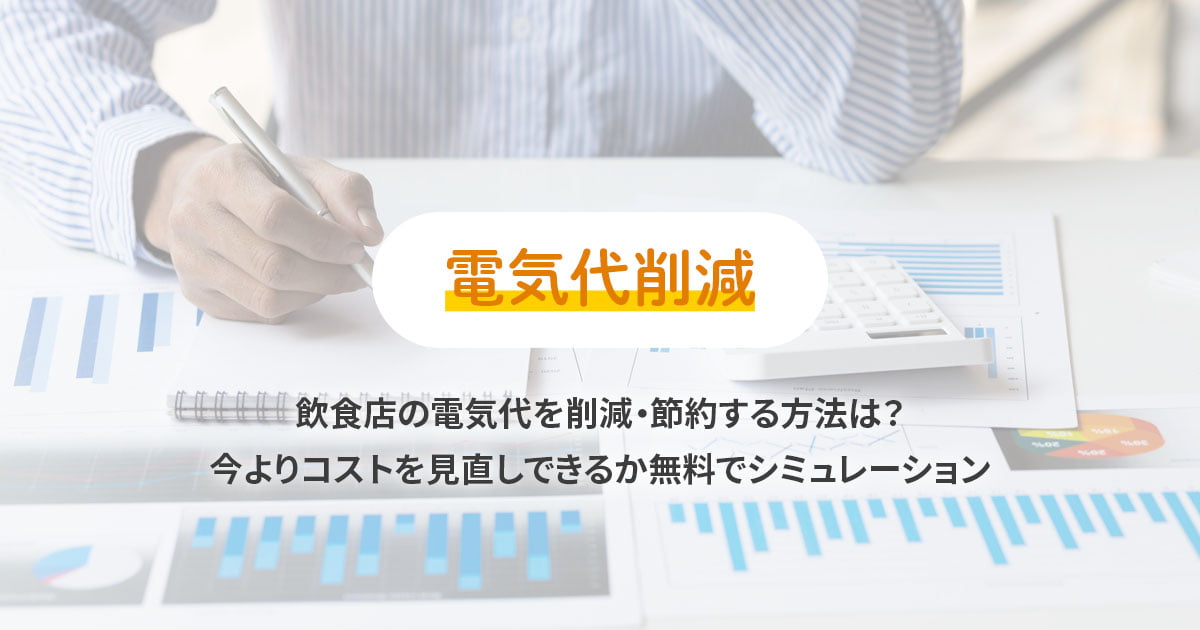 電気代削減
飲食店の電気代を削減・節約する方法は？
今よりコストを見直しできるか無料でシミュレーション